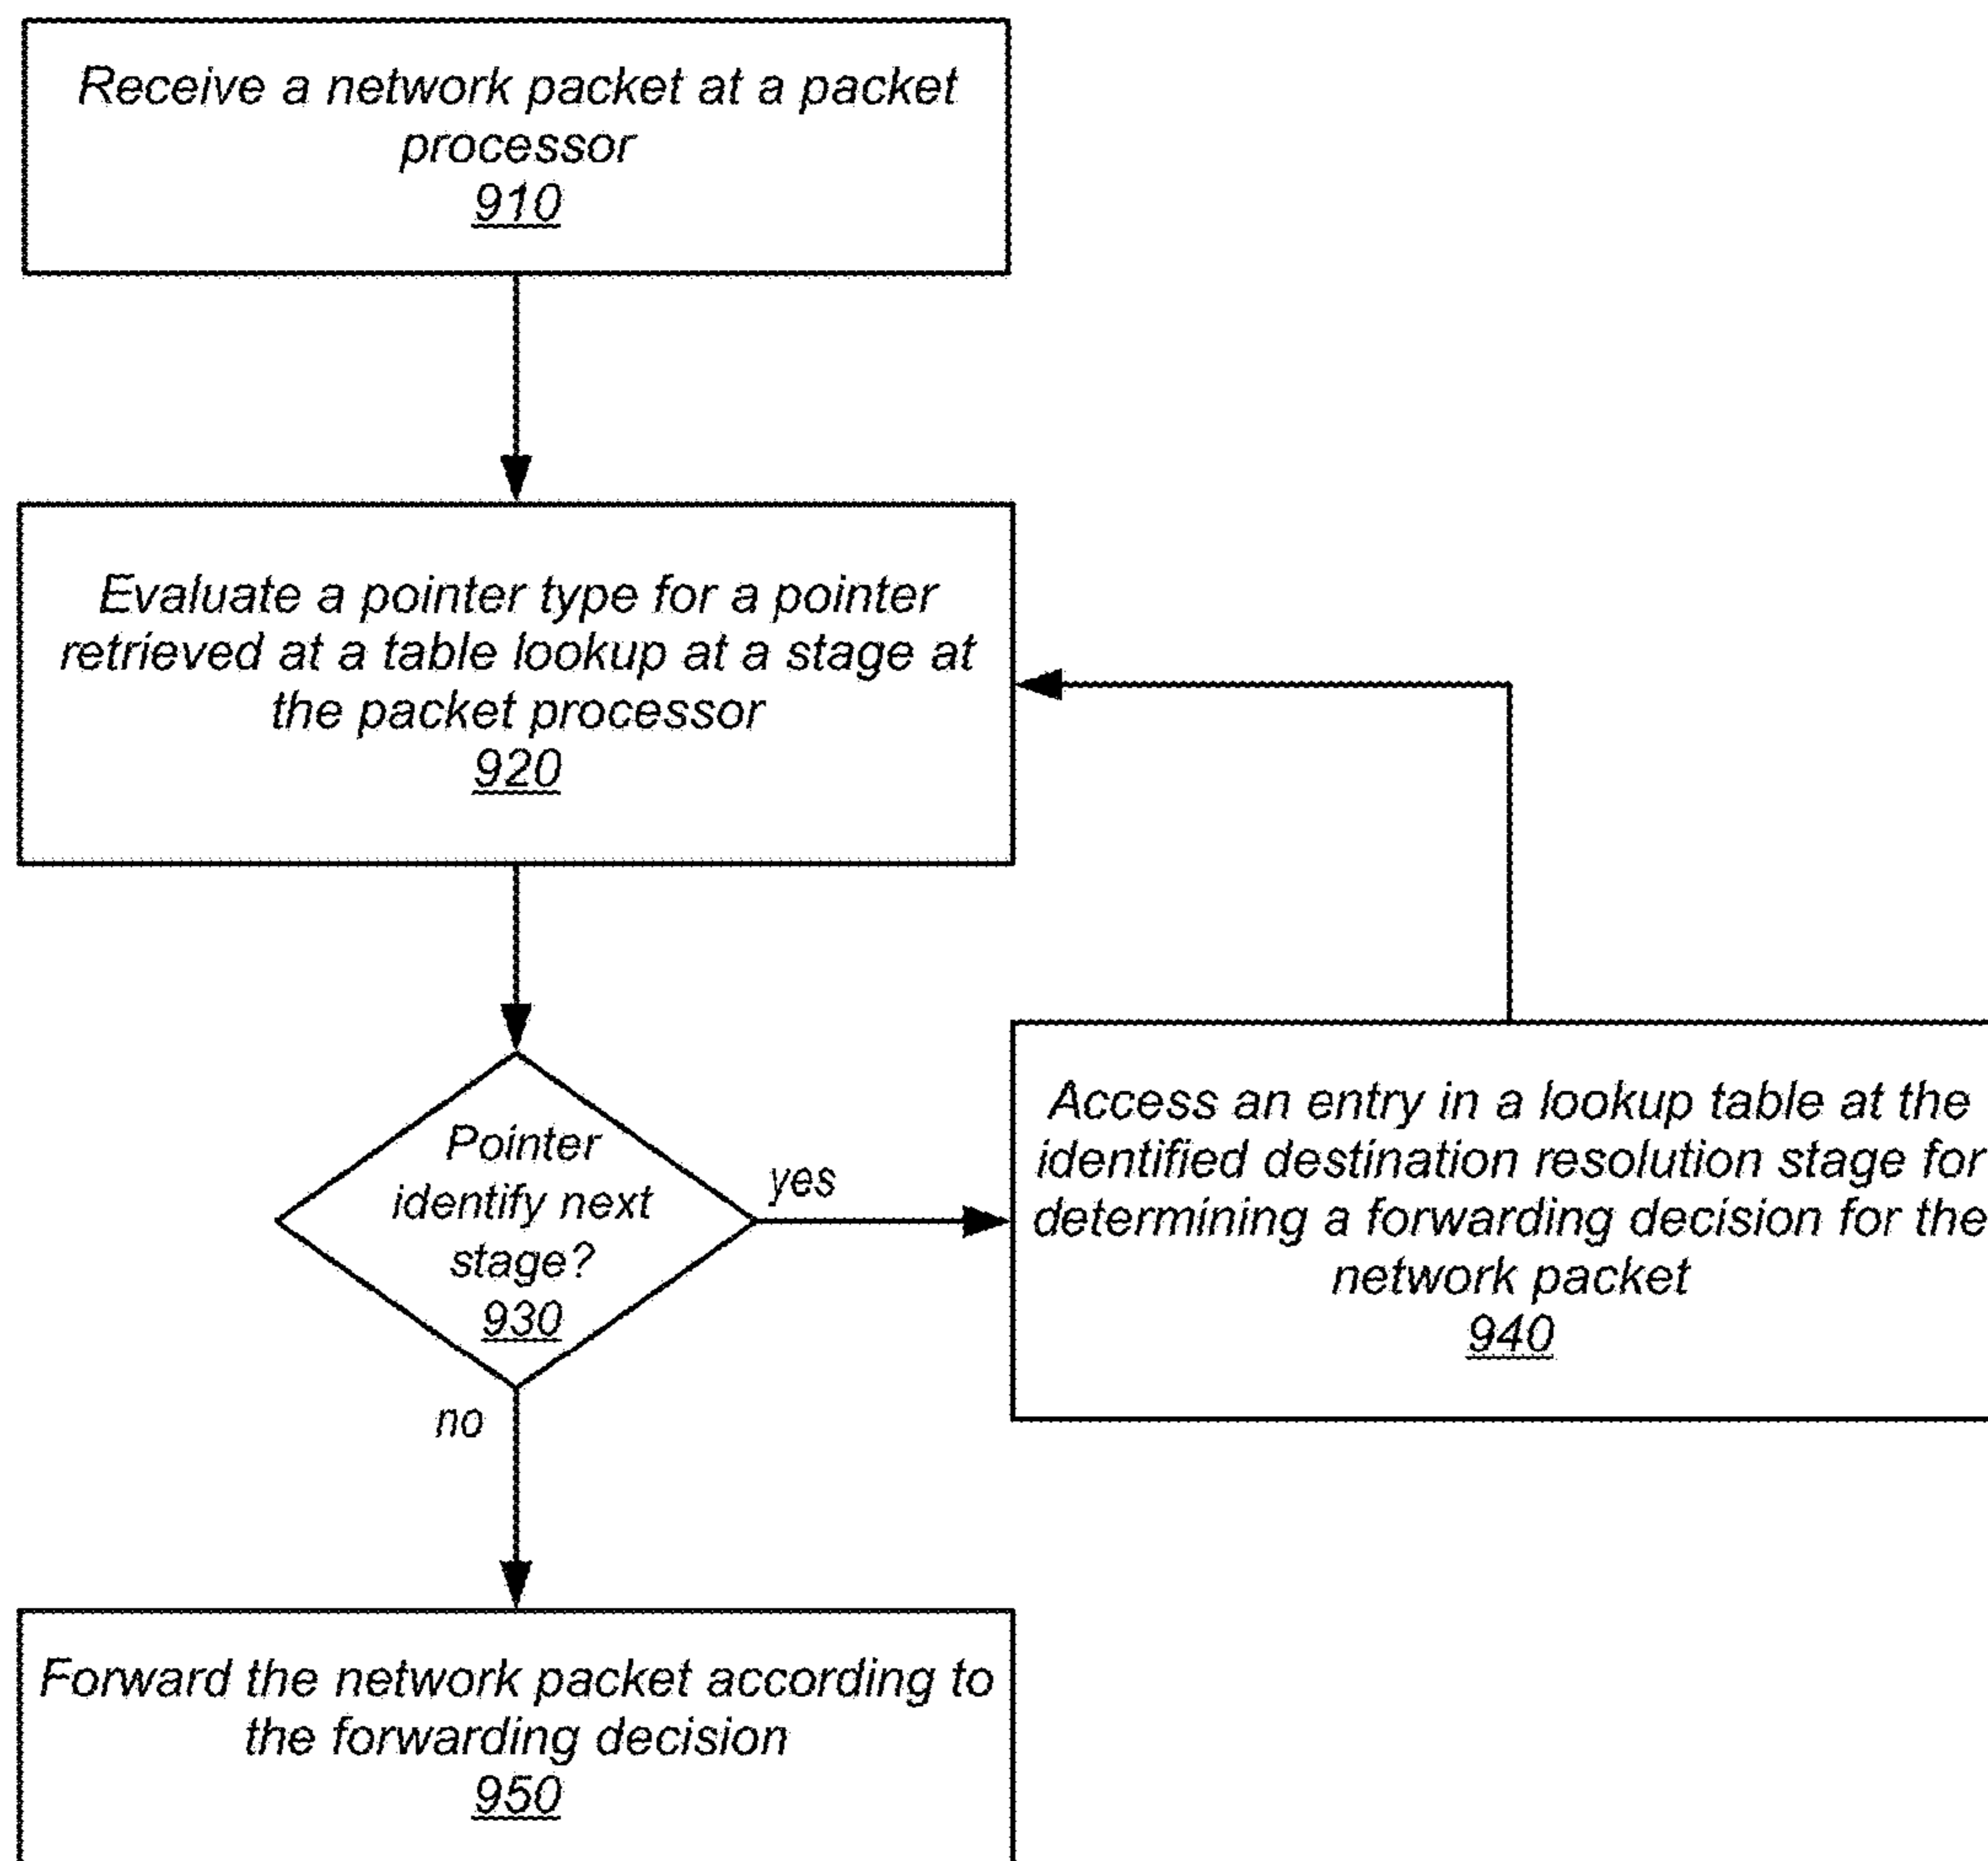 Receive a network packet at a packet
processor
910
Evaluate a pointer type for a pointer
retrieved at a table lookup at a stage at
the packet processor
920
Pointer
identify next
stage?
930
yes
no
Access an entry in a lookup table at the
identified destination resolution stage for
determining a forwarding decision for the
network packet
940
Forward the network packet according to
the forwarding decision
950